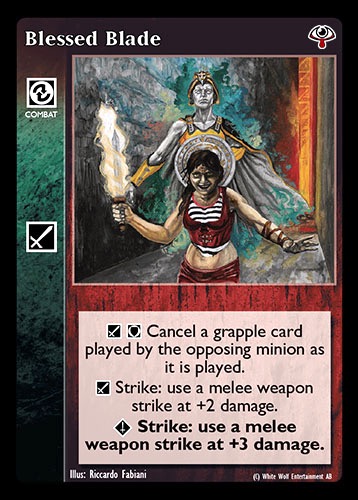 Blessed Blade
COMBAT
Cancel a grapple card
played by the opposing minion as
it is played.
Strike: use a melee weapon
strike at +2 damage.
Strike: use a melee
weapon strike at +3 damage.
Illus: Riccardo Fabiani
(C) White Wolf Entertainment AB